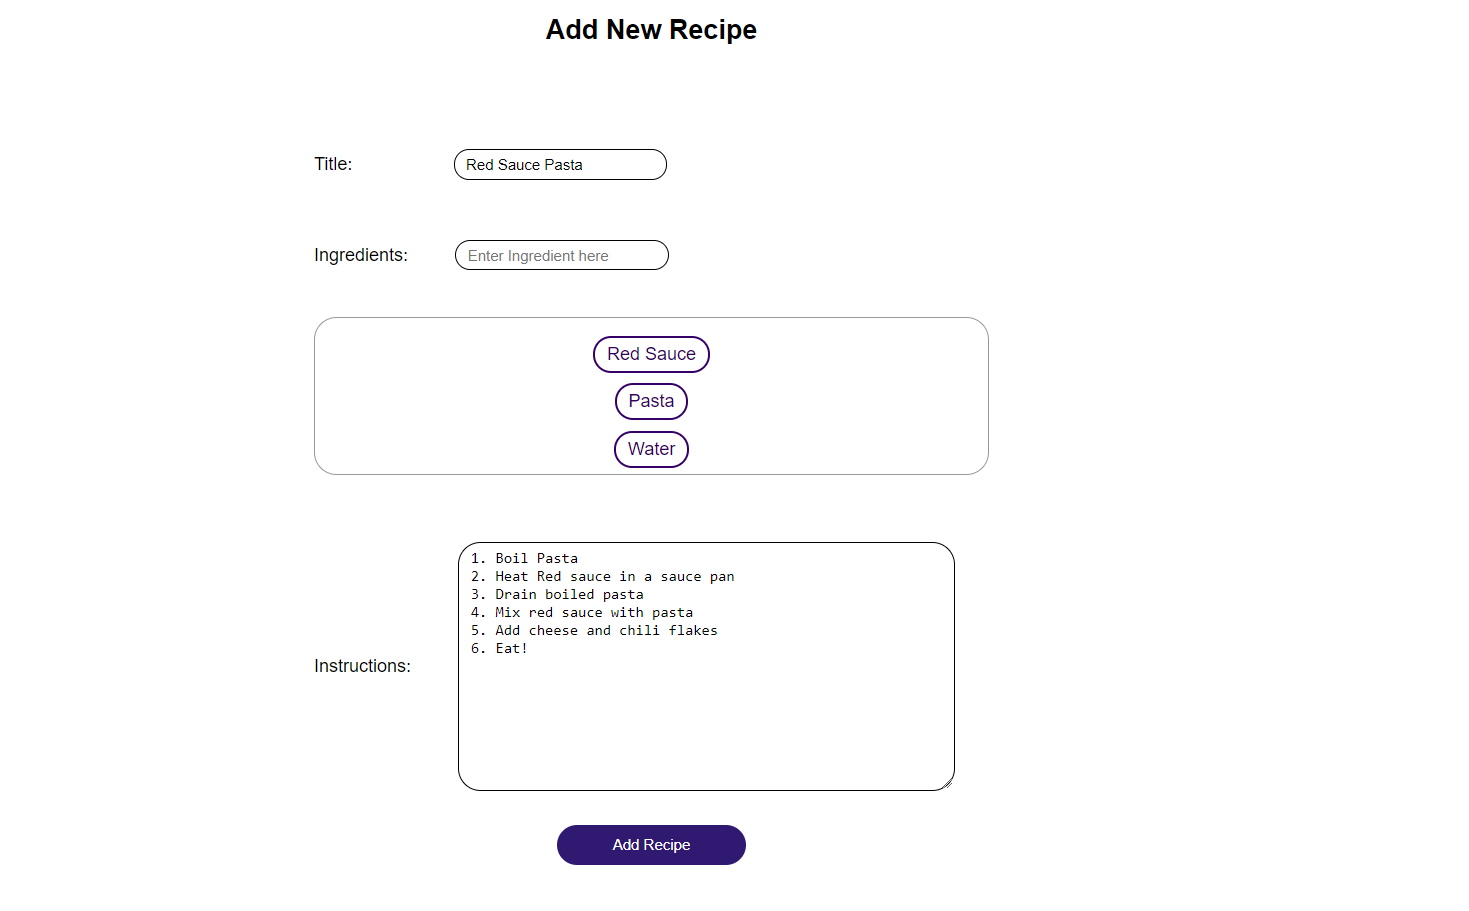 Add New Recipe
Title:
Red Sauce Pasta
Ingredients:
Enter Ingredient here
Red Sauce
Pasta
Water
Instructions:
1. Boil Pasta
2. Heat Red sauce in a sauce pan
3. Drain boiled pasta
4. Mix red sauce with pasta
5. Add cheese and chili flakes
6. Eat!
Add Recipe